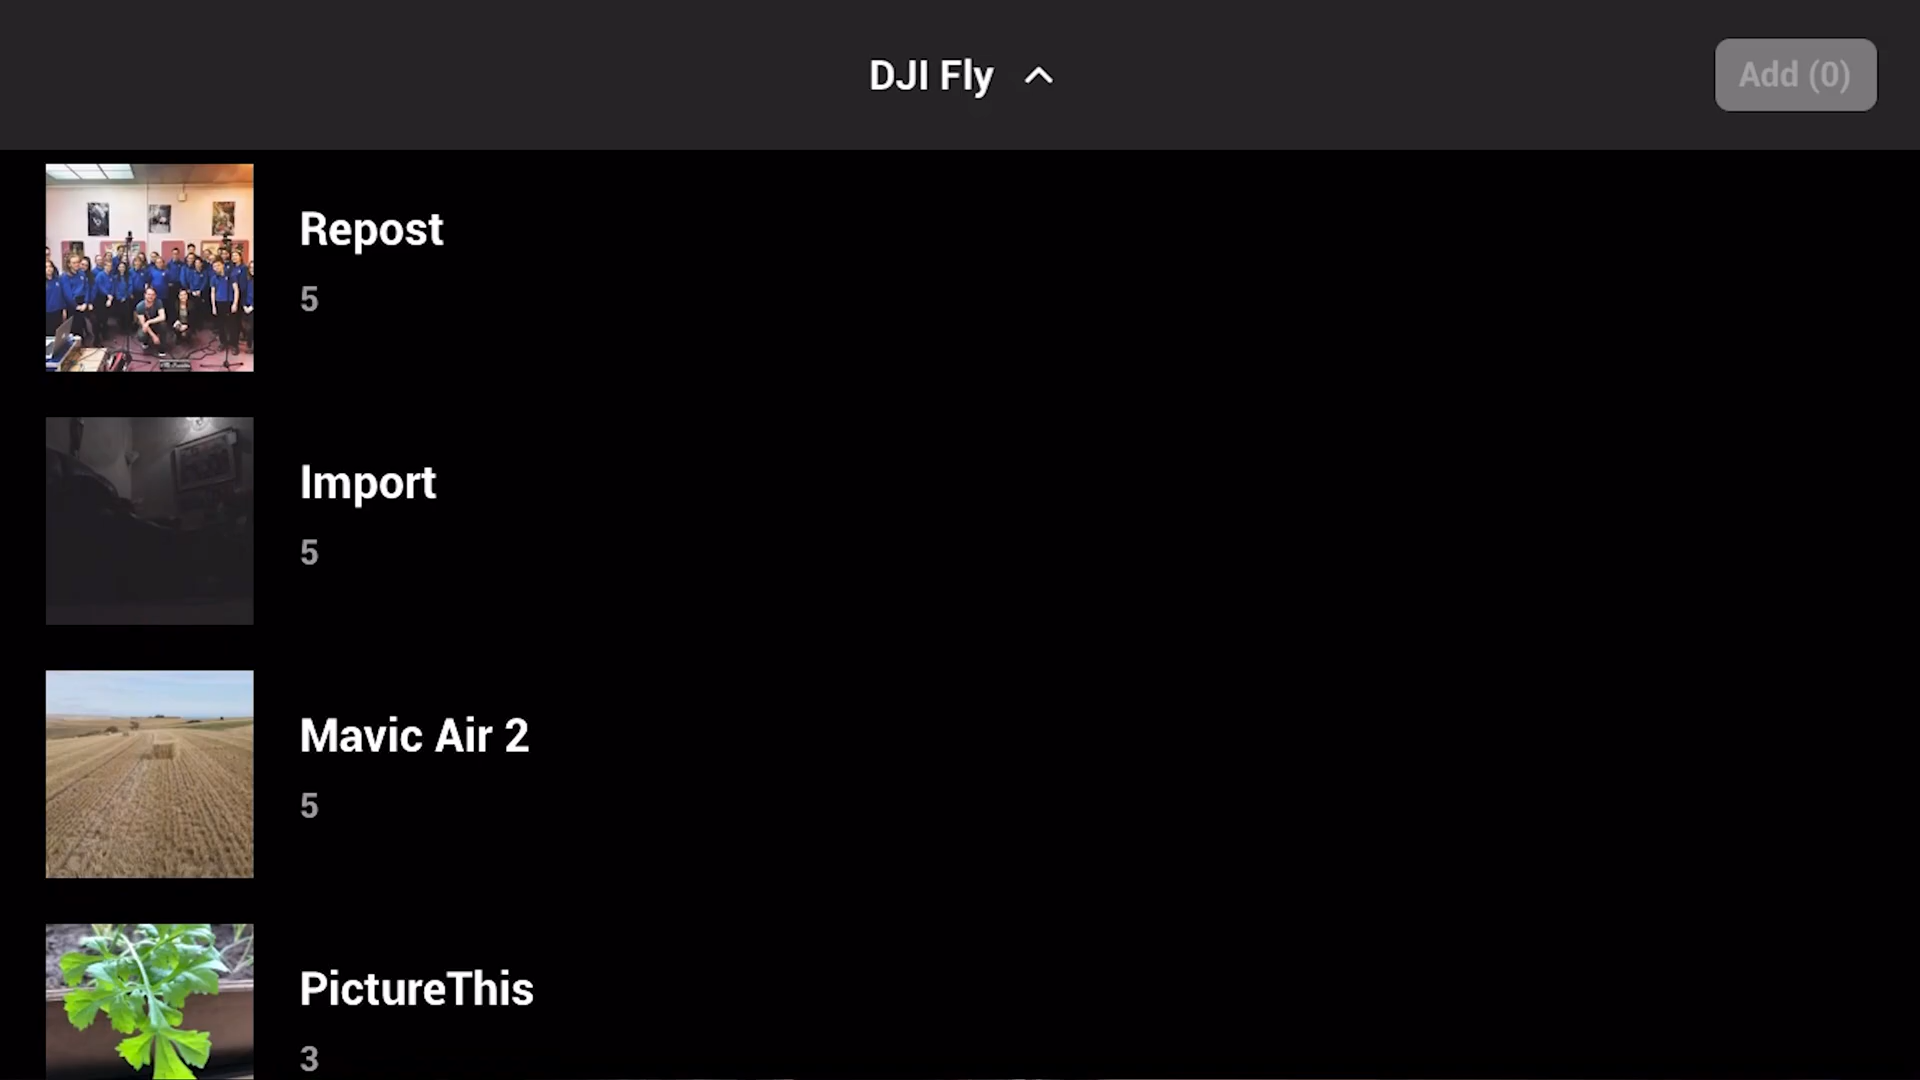 DJI Fly
Add (0)
Repost
5
Import
5
Mavic Air 2
5
PictureThis
3